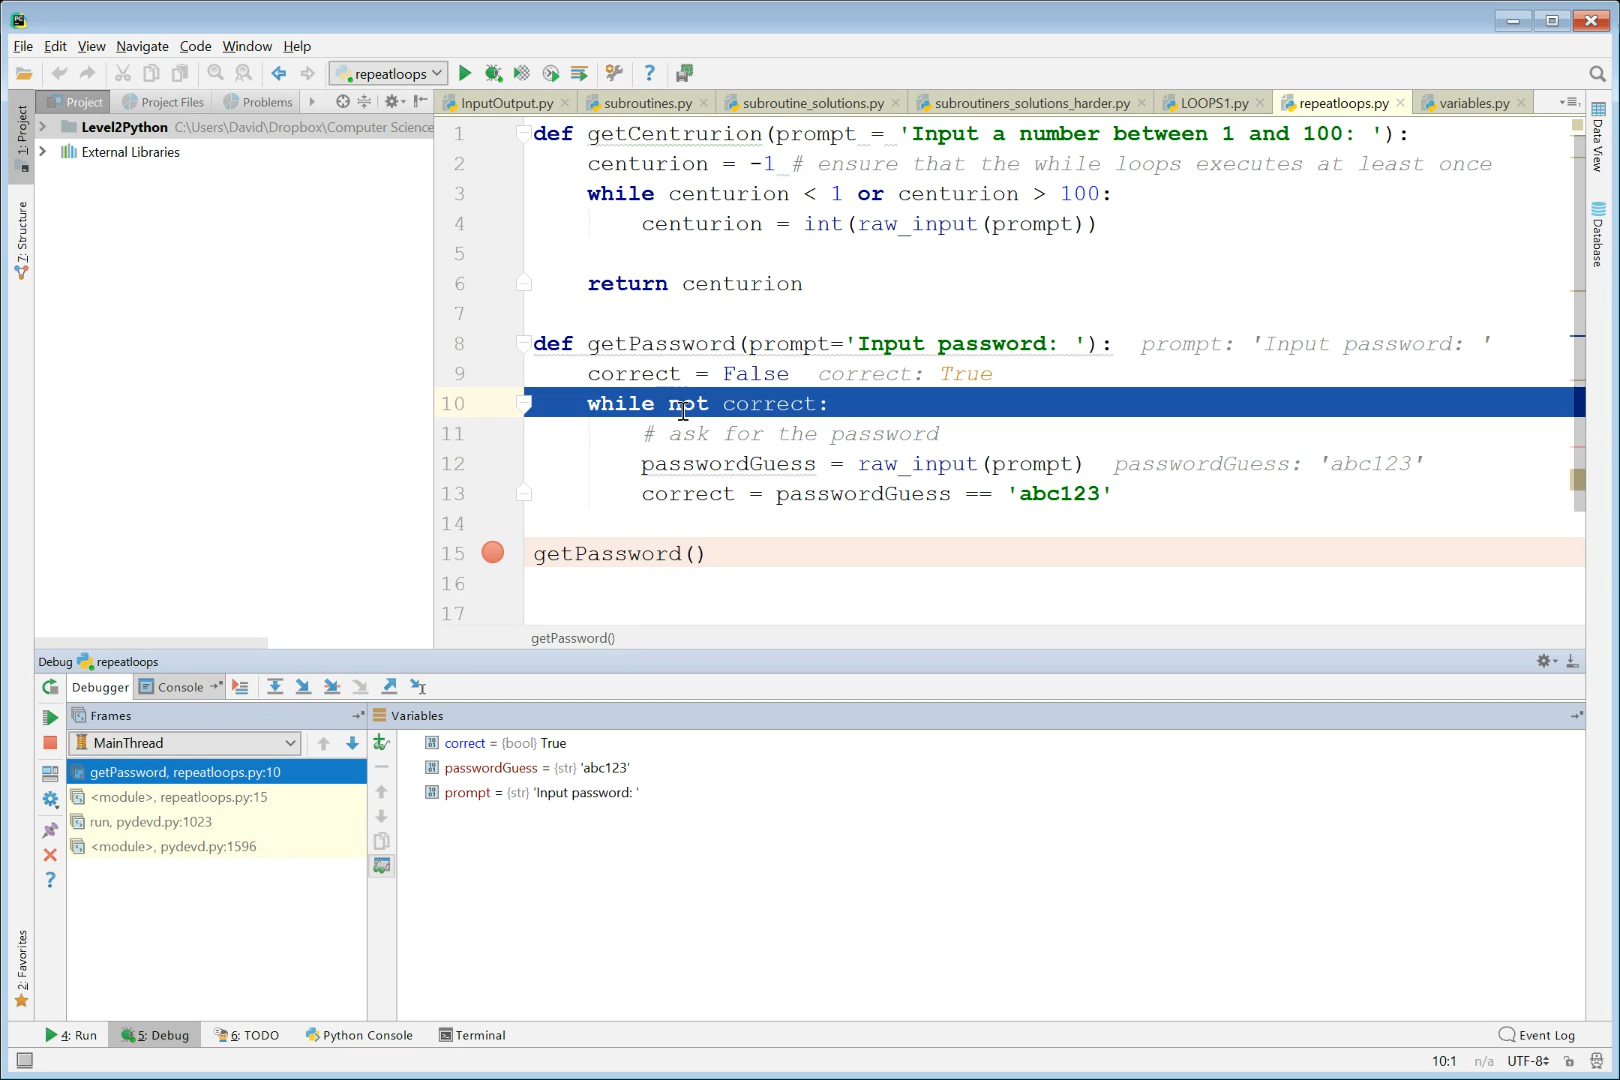 File Edit View Navigate Code Window Help
repeatloops
Project Project Files Problems
InputOutput.py subroutines.py subroutine_solutions.py subroutiners_solutions_harder.py LOOPS1.py repeatloops.py variables.py
Level2Python C:\Users\David\Dropbox\Computer Science
External Libraries
1: Project
7: Structure
2: Favorites
Data View
Database
1 def getCentrurion(prompt = 'Input a number between 1 and 100: '):
2 centurion = -1 # ensure that the while loops executes at least once
3 while centurion < 1 or centurion > 100:
4 centurion = int(raw_input(prompt))
5
6 return centurion
7
8 def getPassword(prompt='Input password: '): prompt: 'Input password: '
9 correct = False correct: True
10 while not correct:
11 # ask for the password
12 passwordGuess = raw_input(prompt) passwordGuess: 'abc123'
13 correct = passwordGuess == 'abc123'
14
15 getPassword()
16
17
getPassword()
Debug repeatloops
Debugger Console
Frames Variables
MainThread
getPassword, repeatloops.py:10
<module>, repeatloops.py:15
run, pydevd.py:1023
<module>, pydevd.py:1596
correct = {bool} True
passwordGuess = {str} 'abc123'
prompt = {str} 'Input password: '
4: Run 5: Debug 6: TODO Python Console Terminal Event Log
10:1 n/a UTF-8